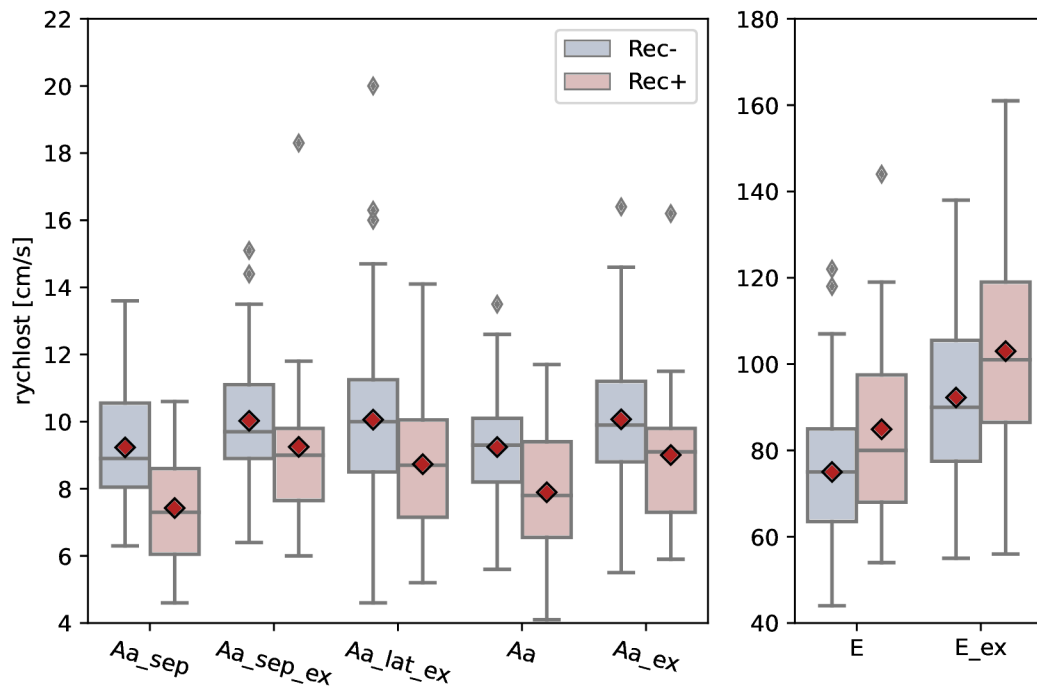 rychlost [cm/s]
22
20
18
16
14
12
10
8
6
4
Rec-
Rec+
Aa_sep
Aa_sep_ex
Aa_lat_ex
Aa
Aa_ex
180
160
140
120
100
80
60
40
E
E_ex